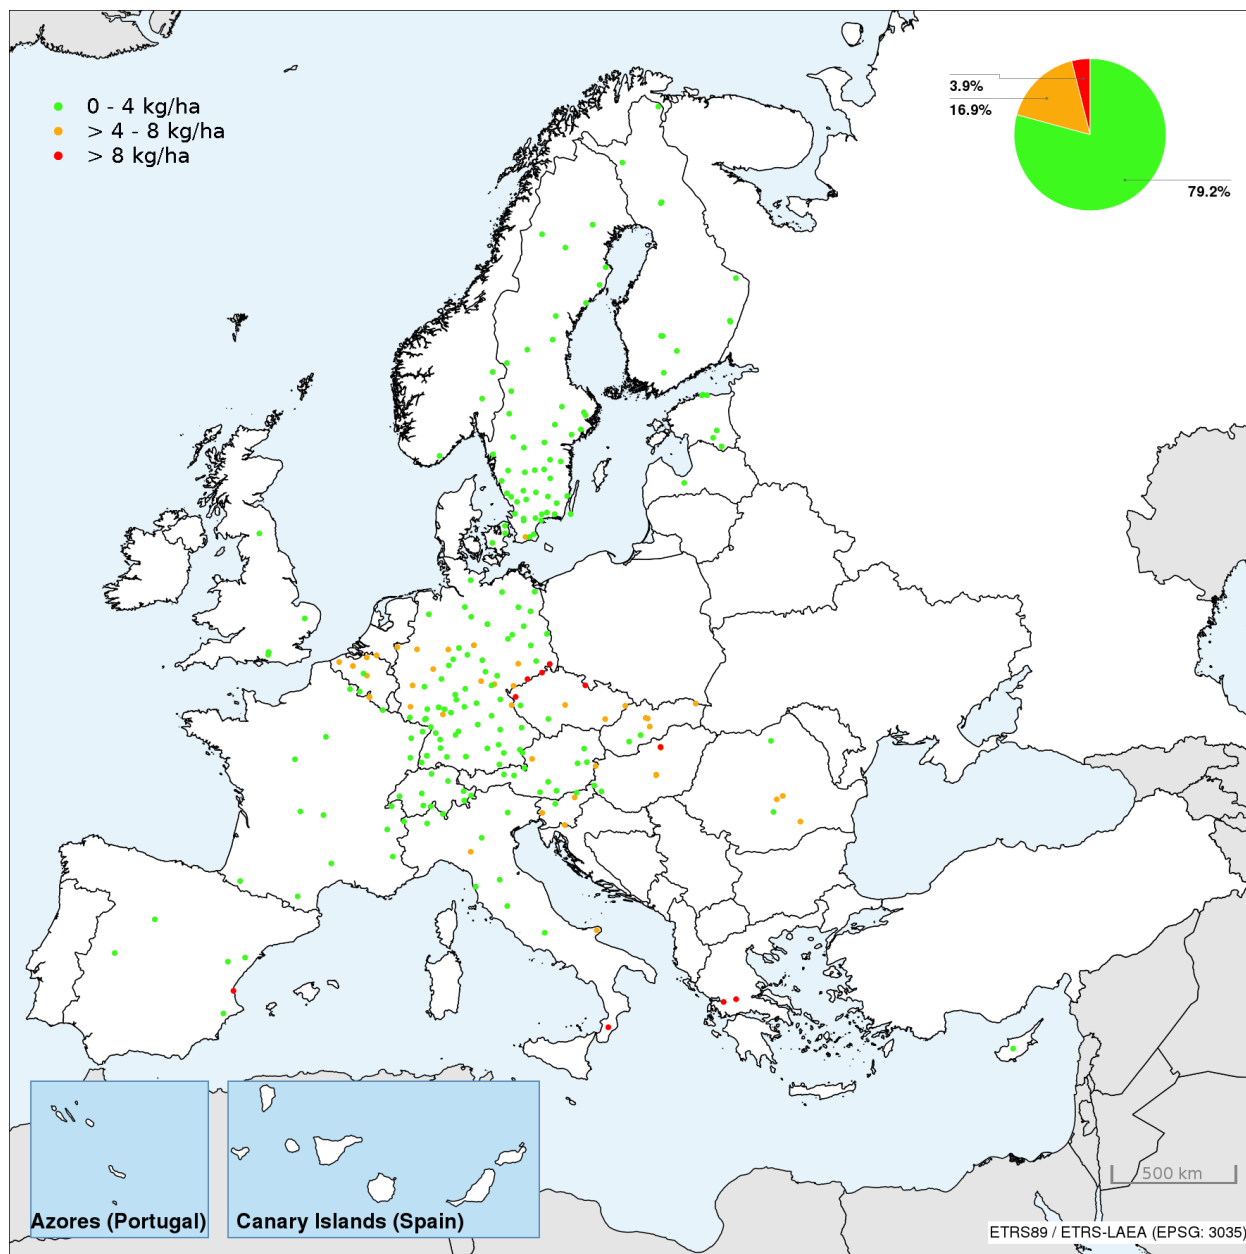 0 - 4 kg/ha
> 4 - 8 kg/ha
> 8 kg/ha
3.9%
16.9%
79.2%
500 km
Azores (Portugal)
Canary Islands (Spain)
ETRS89 / ETRS-LAEA (EPSG: 3035)